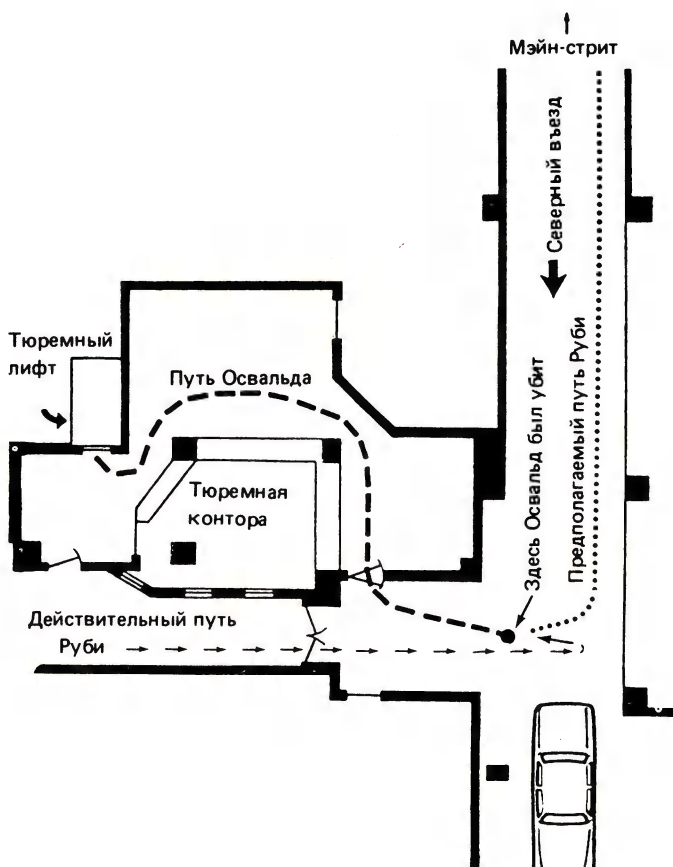 Мэйн-стрит
Северный въезд
Тюремный
лифт
Путь Освальда
Здесь Освальд был убит
Предполагаемый путь Руби
Тюремная
контора
Действительный путь
Руби